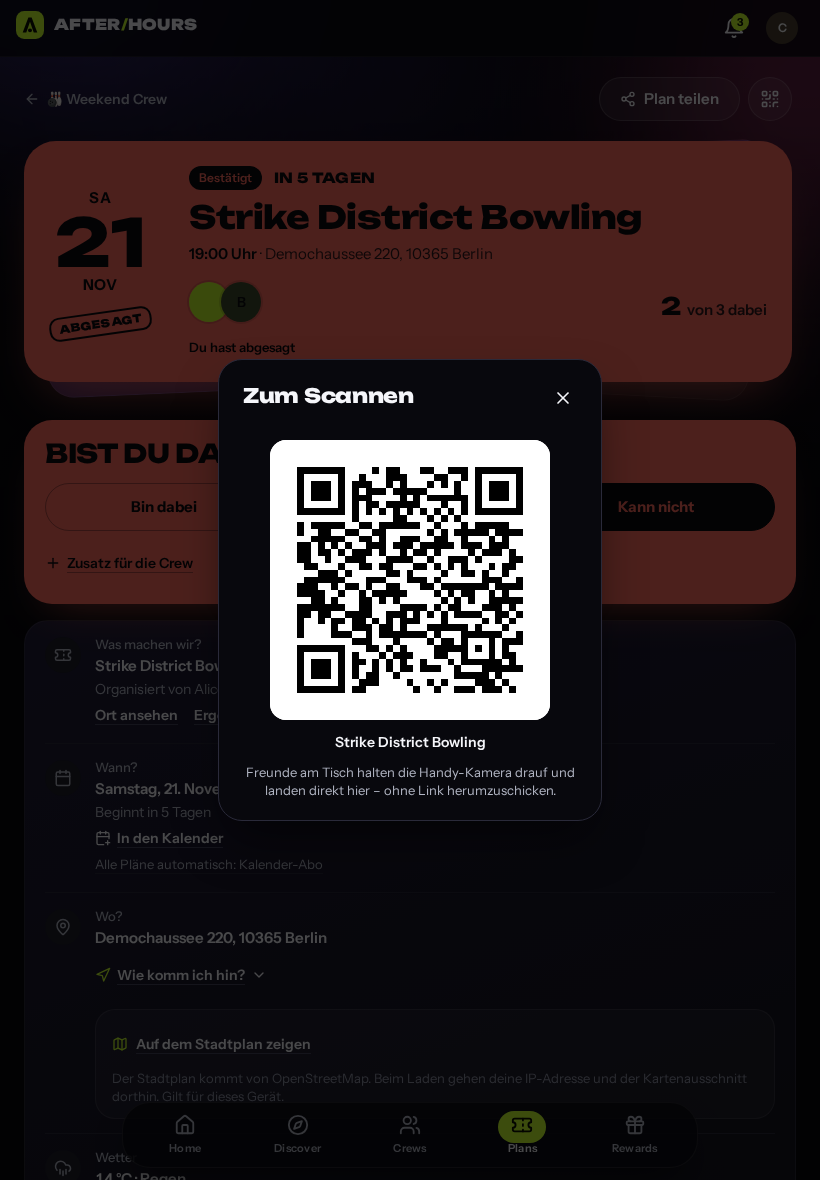 AFTER/HOURS
3
C
Weekend Crew
Plan teilen
SA
21
NOV
ABGESAGT
Bestätigt
IN 5 TAGEN
Strike District Bowling
19:00 Uhr · Demochaussee 220, 10365 Berlin
B
2 von 3 dabei
Du hast abgesagt
Zum Scannen
BIST DU DA
Bin dabei
Kann nicht
Zusatz für die Crew
Strike District Bowling
Freunde am Tisch halten die Handy-Kamera drauf und
landen direkt hier – ohne Link herumzuschicken.
Was machen wir?
Strike District Bow
Organisiert von Alic
Ort ansehen
Erge
Wann?
Samstag, 21. Nove
Beginnt in 5 Tagen
In den Kalender
Alle Pläne automatisch: Kalender-Abo
Wo?
Demochaussee 220, 10365 Berlin
Wie komm ich hin?
Auf dem Stadtplan zeigen
Der Stadtplan kommt von OpenStreetMap. Beim Laden gehen deine IP-Adresse und der Kartenausschnitt
dorthin. Gilt für dieses Gerät.
Home
Discover
Crews
Plans
Rewards
Wette
14 °C · Regen